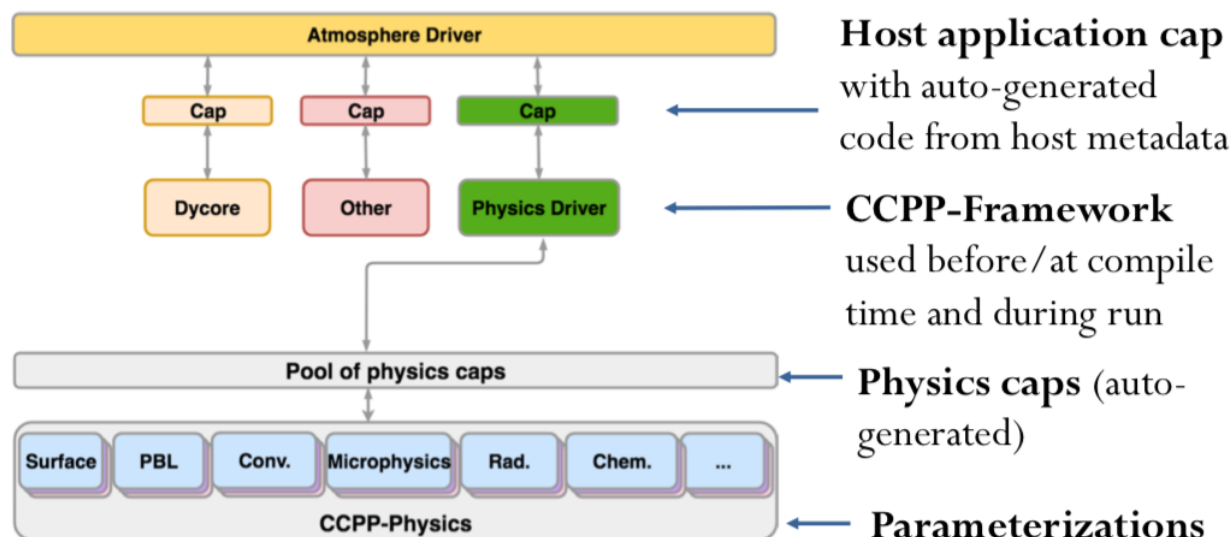 Atmosphere Driver
Host application cap
with auto-generated
code from host metadata
Cap
Cap
Cap
Dycore
Other
Physics Driver
CCPP-Framework
used before/at compile
time and during run
Pool of physics caps
Physics caps (auto-
generated)
Surface
PBL
Conv.
Microphysics
Rad.
Chem.
...
CCPP-Physics
Parameterizations